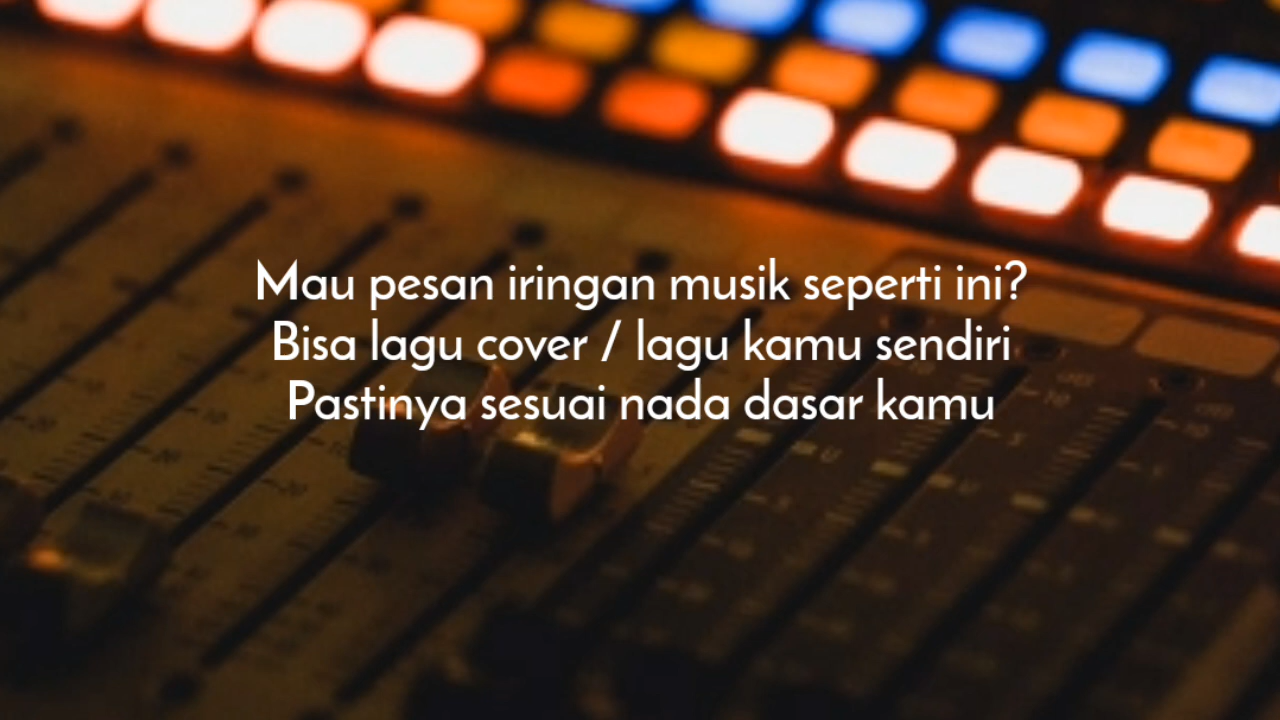 Mau pesan iringan musik seperti ini?
Bisa lagu cover / lagu kamu sendiri
Pastinya sesuai nada dasar kamu